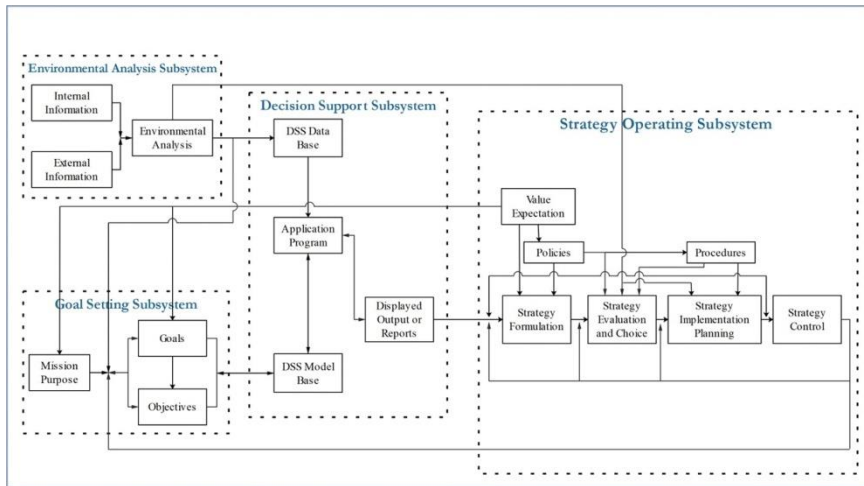 Environmental Analysis Subsystem
Internal
Information
External
Information
Environmental
Analysis
Decision Support Subsystem
DSS Data
Base
Application
Program
Displayed
Output or
Reports
DSS Model
Base
Goal Setting Subsystem
Mission
Purpose
Goals
Objectives
Strategy Operating Subsystem
Value
Expectation
Policies
Procedures
Strategy
Formulation
Strategy
Evaluation
and Choice
Strategy
Implementation
Planning
Strategy
Control